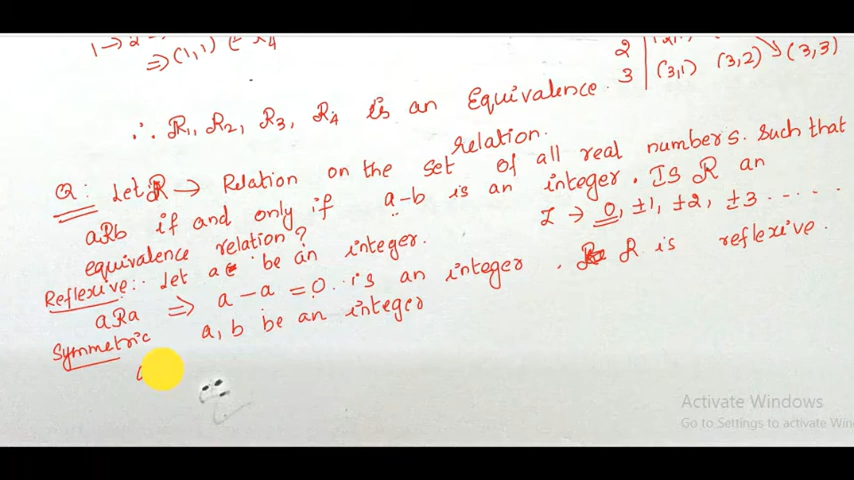 => (1,1) ∈ R4
2
3 | (3,1) (3,2) (3,3)
∴ R1, R2, R3, R4 is an Equivalence
relation.
Q: Let R → Relation on the set of all real numbers. Such that
aRb if and only if a-b is an integer. Is R an
equivalence relation?
Z → 0, ±1, ±2, ±3 .....
Reflexive: Let a be an integer.
aRa => a-a = 0 is an integer. R is reflexive.
Symmetric a, b be an integer
Activate Windows
Go to Settings to activate Win